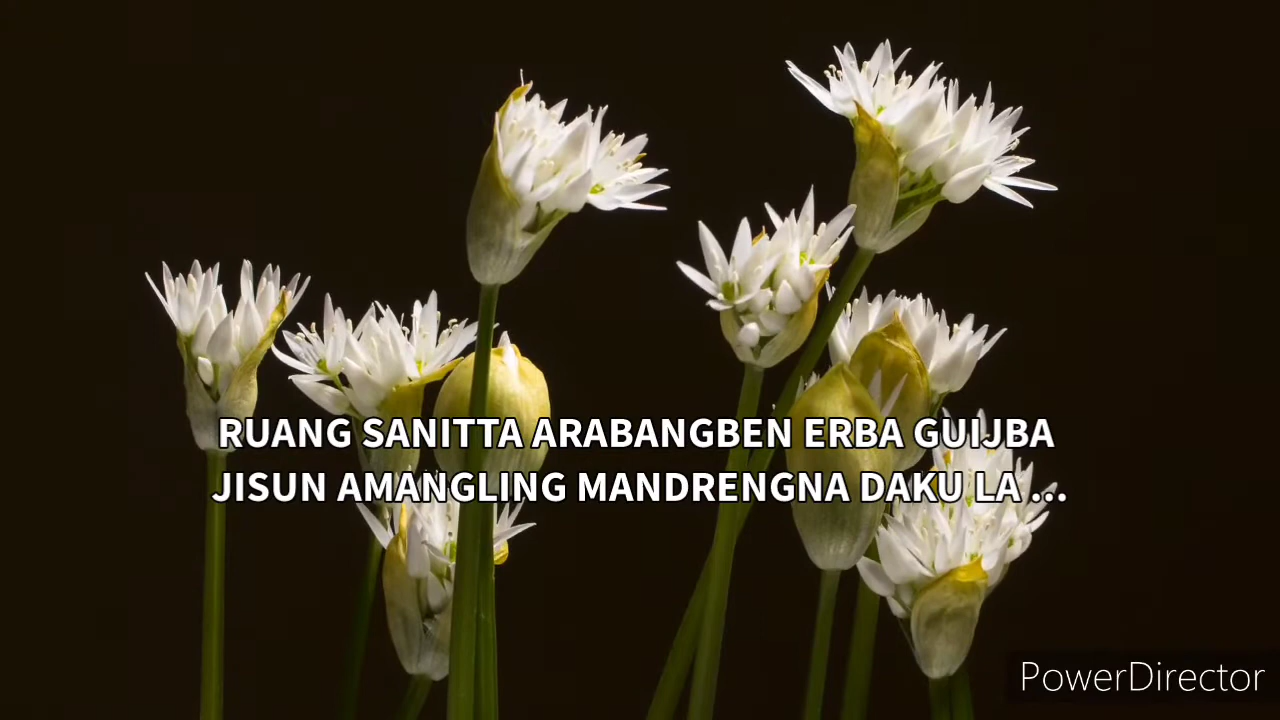 RUANG SANITTA ARABANGBEN ERBA GUIJBA
JISUN AMANGLING MANDRENGNA DAKU LA ...
PowerDirector